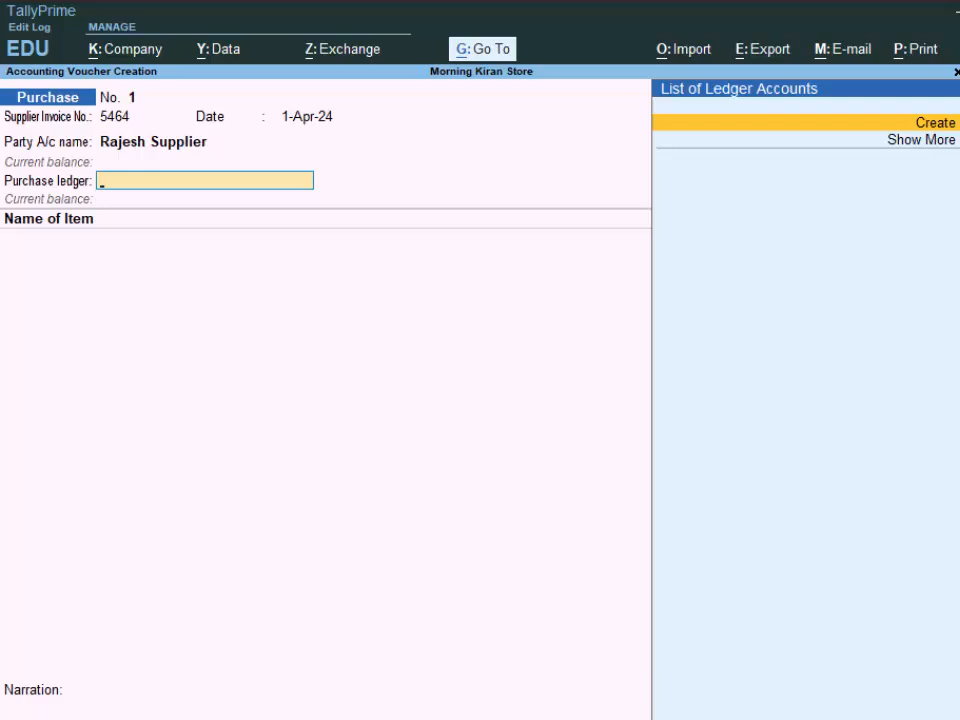 TallyPrime
Edit Log
MANAGE
EDU
K: Company
Y: Data
Z: Exchange
G: Go To
O: Import
E: Export
M: E-mail
P: Print
Accounting Voucher Creation
Morning Kiran Store
Purchase No. 1
Supplier Invoice No.: 5464 Date : 1-Apr-24
Party A/c name: Rajesh Supplier
Current balance:
Purchase ledger:
Current balance:
Name of Item
Narration:
List of Ledger Accounts
Create
Show More